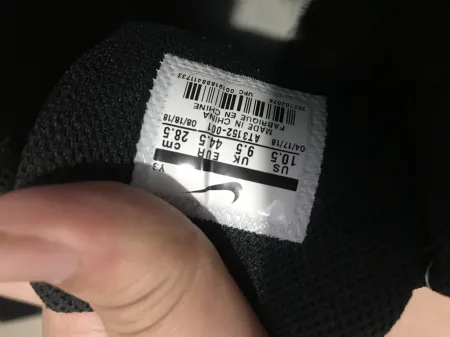 US UK EUR cm
10.5 9.5 44.5 28.5
04/17/18 AT3152-001 08/18/18
MADE IN CHINA
FABRIQUE EN CHINE
UPC